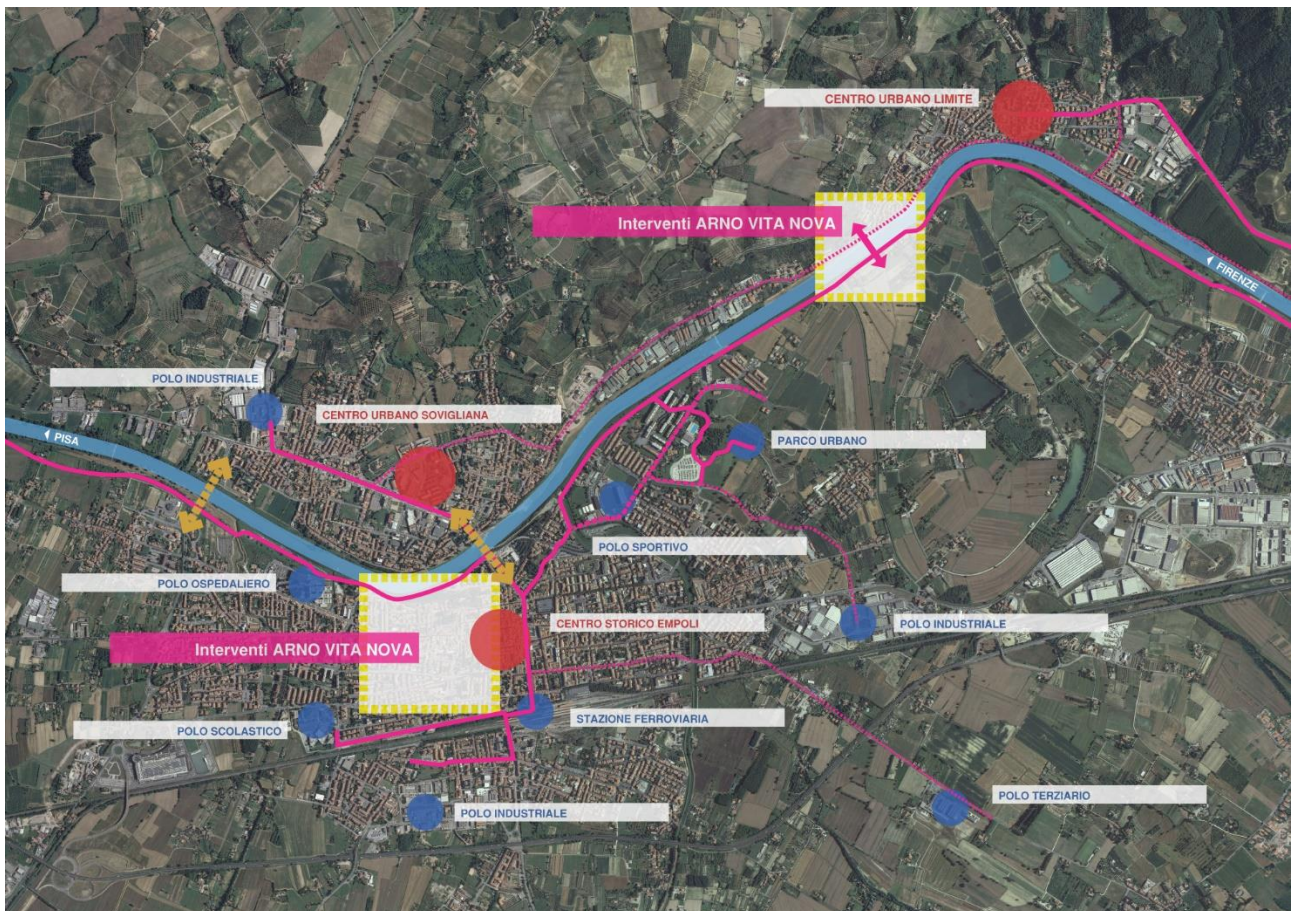 CENTRO URBANO LIMITE
Interventi ARNO VITA NOVA
FIRENZE
POLO INDUSTRIALE
CENTRO URBANO SOVIGLIANA
PISA
PARCO URBANO
POLO SPORTIVO
POLO OSPEDALIERO
CENTRO STORICO EMPOLI
POLO INDUSTRIALE
Interventi ARNO VITA NOVA
STAZIONE FERROVIARIA
POLO SCOLASTICO
POLO TERZIARIO
POLO INDUSTRIALE